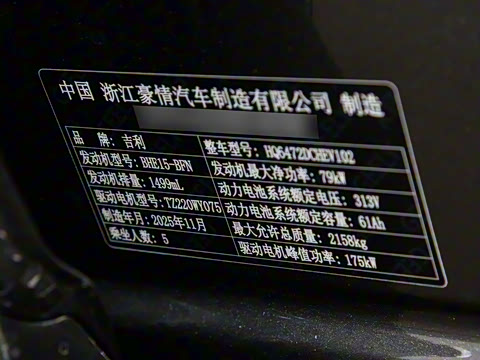 中国 浙江豪情汽车制造有限公司 制造
品 牌: 吉利 整车型号: HQ6472DCHEV102
发动机型号: BHE15-BFN 发动机最大净功率: 79kW
发动机排量: 1499mL 动力电池系统额定电压: 313V
驱动电机型号: TZ220WY075 动力电池系统额定容量: 61Ah
制造年月: 2025年11月 最大允许总质量: 2158kg
乘坐人数: 5 驱动电机峰值功率: 175kW